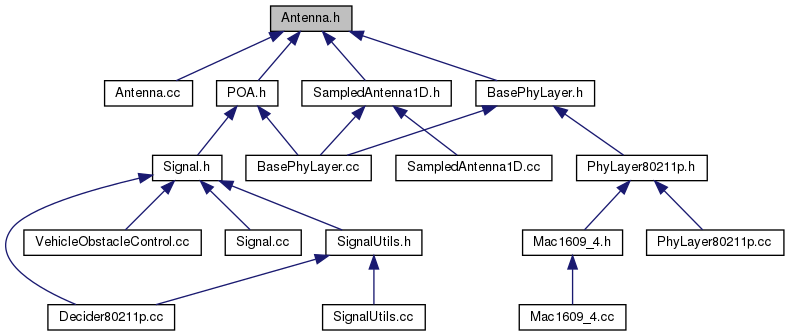 Antenna.h
Antenna.cc
POA.h
SampledAntenna1D.h
BasePhyLayer.h
Signal.h
BasePhyLayer.cc
SampledAntenna1D.cc
PhyLayer80211p.h
VehicleObstacleControl.cc
Signal.cc
SignalUtils.h
Mac1609_4.h
PhyLayer80211p.cc
Decider80211p.cc
SignalUtils.cc
Mac1609_4.cc